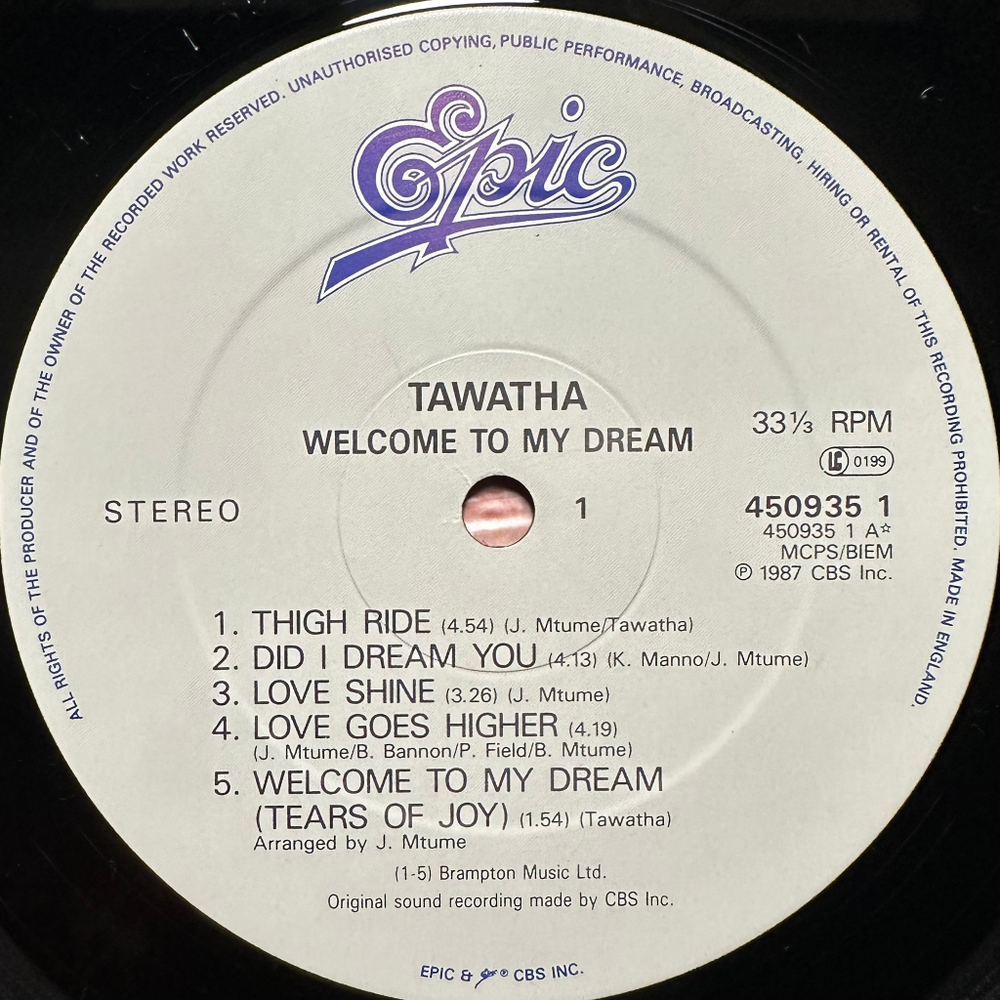 ALL RIGHTS OF THE PRODUCER AND OF THE OWNER OF THE RECORDED WORK RESERVED. UNAUTHORISED COPYING, PUBLIC PERFORMANCE, BROADCASTING, HIRING OR RENTAL OF THIS RECORDING PROHIBITED. MADE IN ENGLAND.
Epic
TAWATHA
WELCOME TO MY DREAM
33⅓ RPM
LC 0199
STEREO
1
450935 1
450935 1 A☆
MCPS/BIEM
℗ 1987 CBS Inc.
1. THIGH RIDE (4.54) (J. Mtume/Tawatha)
2. DID I DREAM YOU (4.13) (K. Manno/J. Mtume)
3. LOVE SHINE (3.26) (J. Mtume)
4. LOVE GOES HIGHER (4.19)
(J. Mtume/B. Bannon/P. Field/B. Mtume)
5. WELCOME TO MY DREAM
(TEARS OF JOY) (1.54) (Tawatha)
Arranged by J. Mtume
(1-5) Brampton Music Ltd.
Original sound recording made by CBS Inc.
EPIC & Epic® CBS INC.